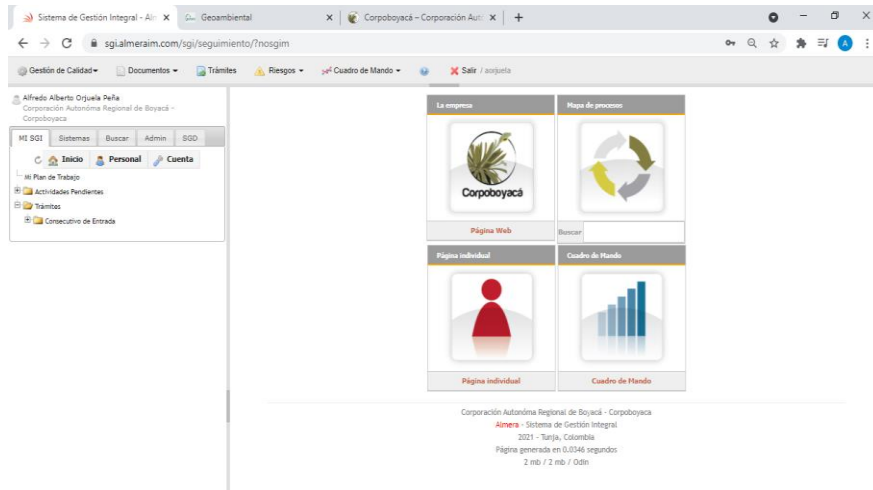 Sistema de Gestión Integral - Alm
Geoambiental
Corpoboyacá – Corporación Aut
sgi.almeraim.com/sgi/seguimiento/?nosgim
A
Gestión de Calidad
Documentos
Trámites
Riesgos
Cuadro de Mando
Salir / aorjuela
Alfredo Alberto Orjuela Peña
Corporación Autonóma Regional de Boyacá –
Corpoboyaca
MI SGI
Sistemas
Buscar
Admin
SGD
Inicio
Personal
Cuenta
Mi Plan de Trabajo
Actividades Pendientes
Trámites
Consecutivo de Entrada
La empresa
Mapa de procesos
Corpoboyacá
Página Web
Buscar
Página individual
Cuadro de Mando
Página individual
Cuadro de Mando
Corporación Autonóma Regional de Boyacá - Corpoboyaca
Almera - Sistema de Gestión Integral
2021 - Tunja, Colombia
Página generada en 0.0346 segundos
2 mb / 2 mb / Odin